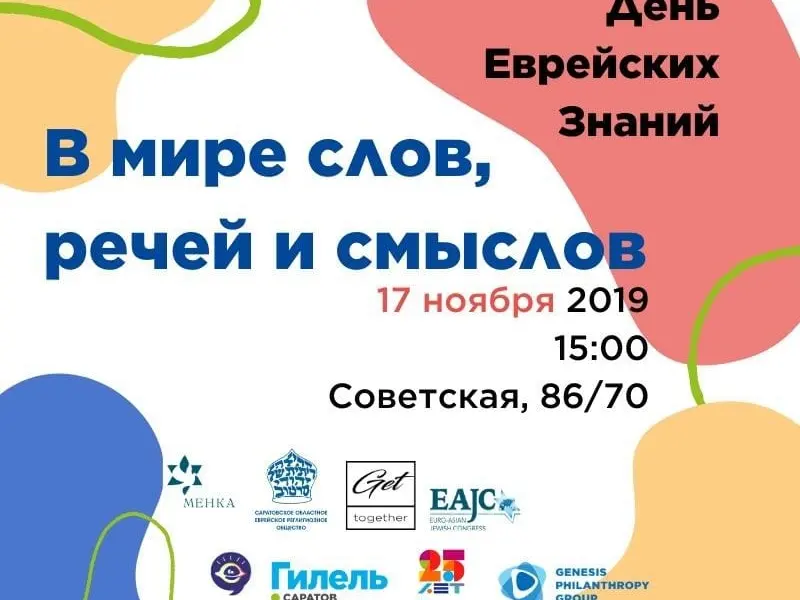 День
Еврейских
Знаний
В мире слов,
речей и смыслов
17 ноября 2019
15:00
Советская, 86/70
МЕНКА
САРАТОВСКОЕ ОБЛАСТНОЕ
ЕВРЕЙСКОЕ РЕЛИГИОЗНОЕ
ОБЩЕСТВО
Get
together
EAJC
EURO-ASIAN
JEWISH CONGRESS
Гилель
САРАТОВ
25
ЛЕТ
GENESIS
PHILANTHROPY
GROUP